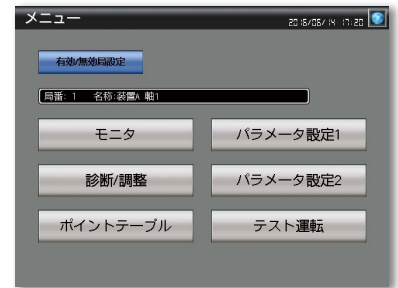 メニュー 2016/06/14 17:20
有効/無効局設定
局番: 1 名称:装置A 軸1
モニタ パラメータ設定1
診断/調整 パラメータ設定2
ポイントテーブル テスト運転